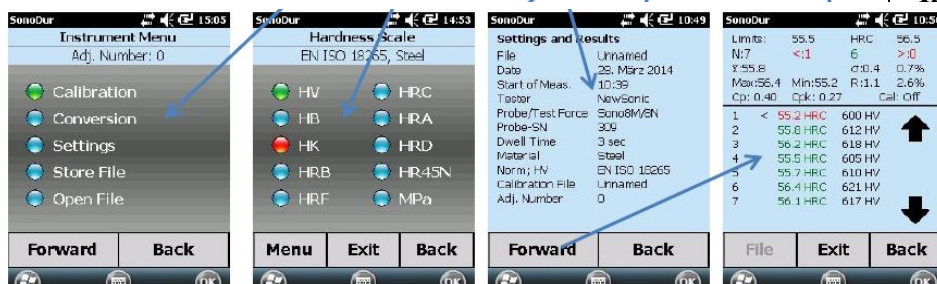 SonoDur 15:05
Instrument Menu
Adj. Number: 0
Calibration
Conversion
Settings
Store File
Open File
Forward Back
OK
SonoDur 14:53
Hardness Scale
EN ISO 18265, Steel
HV HRC
HB HRA
HK HRD
HRB HR45N
HRF MPa
Menu Exit Back
OK
SonoDur 10:49
Settings and Results
File Unnamed
Date 28. März 2014
Start of Meas. 10:39
Tester NewSonic
Probe/Test Force Sono8M/8N
Probe-SN 309
Dwell Time 3 sec
Material Steel
Norm; HV EN ISO 18265
Calibration File Unnamed
Adj. Number 0
Forward Back
OK
SonoDur 10:50
Limits: 55.5 HRC 56.5
N:7 <:1 6 >:0
x̄:55.8 σ:0.4 0.7%
Max:56.4 Min:55.2 R:1.1 2.6%
Cp: 0.40 Cpk: 0.27 Cal: Off
1 < 55.2 HRC 600 HV
2 55.8 HRC 612 HV
3 56.2 HRC 618 HV
4 55.5 HRC 605 HV
5 55.7 HRC 610 HV
6 56.4 HRC 621 HV
7 56.1 HRC 617 HV
File Exit Back
OK